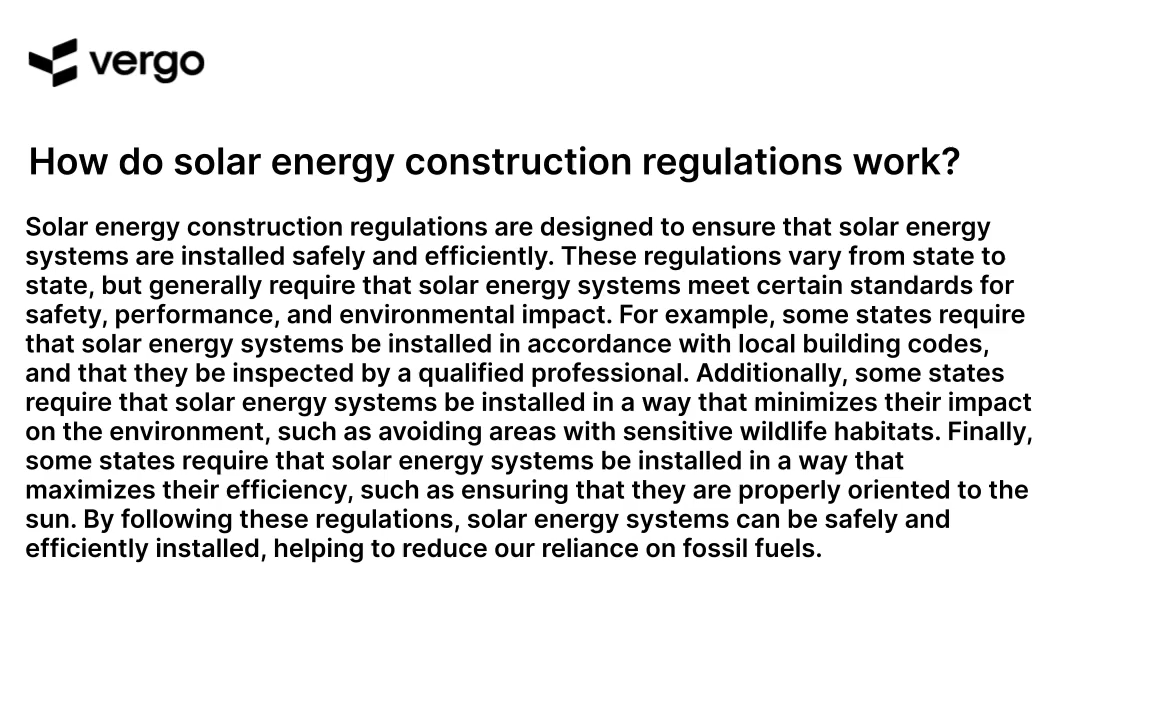 vergo
How do solar energy construction regulations work?
Solar energy construction regulations are designed to ensure that solar energy
systems are installed safely and efficiently. These regulations vary from state to
state, but generally require that solar energy systems meet certain standards for
safety, performance, and environmental impact. For example, some states require
that solar energy systems be installed in accordance with local building codes,
and that they be inspected by a qualified professional. Additionally, some states
require that solar energy systems be installed in a way that minimizes their impact
on the environment, such as avoiding areas with sensitive wildlife habitats. Finally,
some states require that solar energy systems be installed in a way that
maximizes their efficiency, such as ensuring that they are properly oriented to the
sun. By following these regulations, solar energy systems can be safely and
efficiently installed, helping to reduce our reliance on fossil fuels.